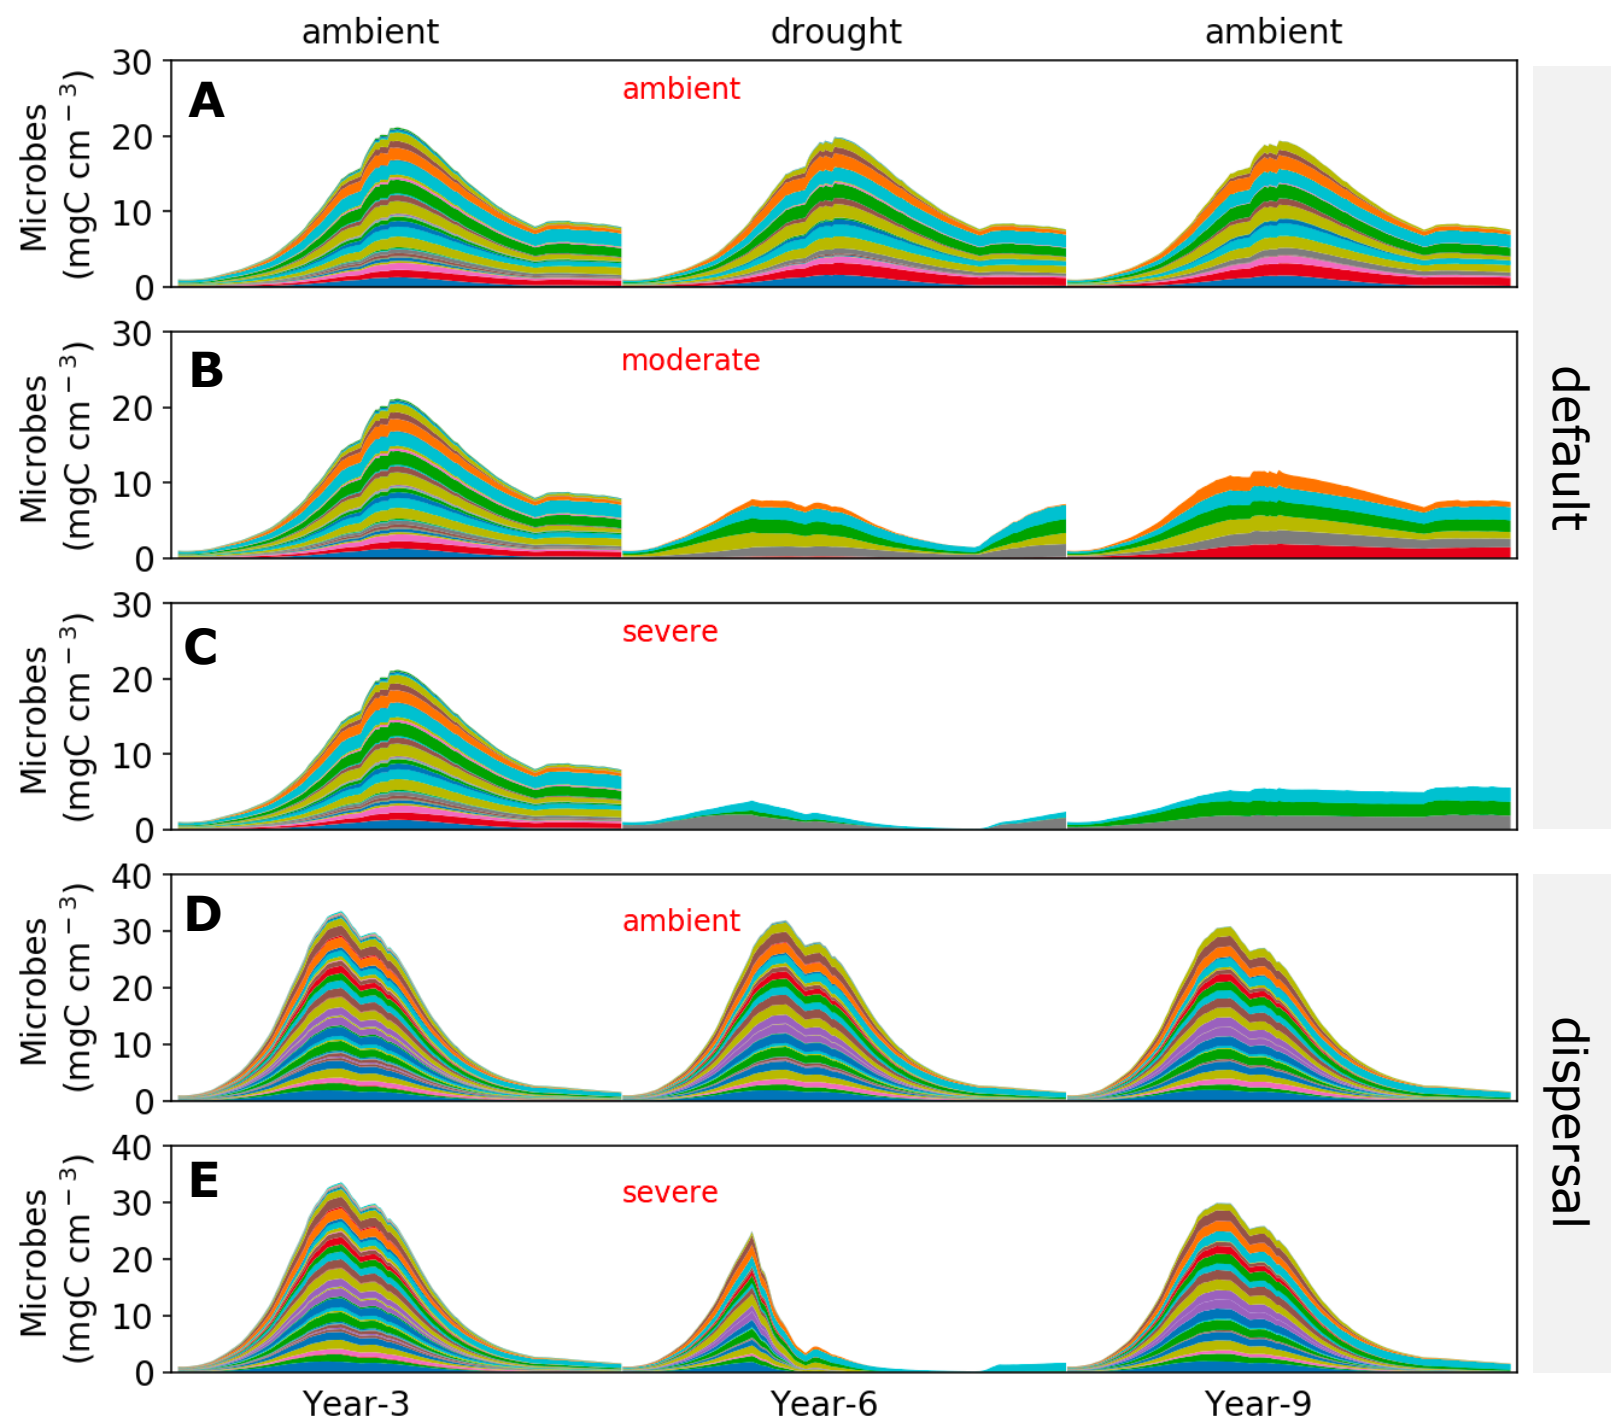 ambient drought ambient
A
ambient
30
20
10
0
Microbes
(mgC cm⁻³)
B
moderate
30
20
10
0
Microbes
(mgC cm⁻³)
C
severe
30
20
10
0
Microbes
(mgC cm⁻³)
default
D
ambient
40
30
20
10
0
Microbes
(mgC cm⁻³)
E
severe
40
30
20
10
0
Microbes
(mgC cm⁻³)
dispersal
Year-3 Year-6 Year-9